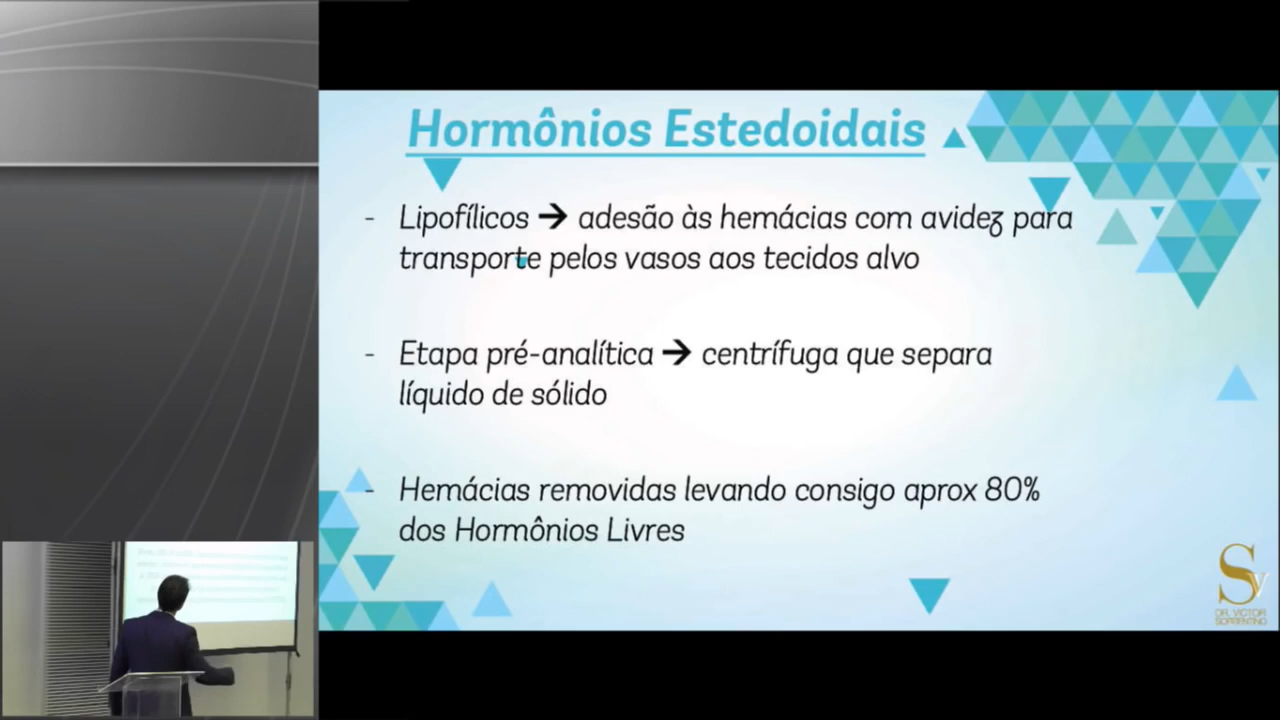 Hormônios Estedoidais
- Lipofílicos → adesão às hemácias com avidez para
transporte pelos vasos aos tecidos alvo
- Etapa pré-analítica → centrífuga que separa
líquido de sólido
- Hemácias removidas levando consigo aprox 80%
dos Hormônios Livres
Sv
DR. VICTOR
SORRENTINO